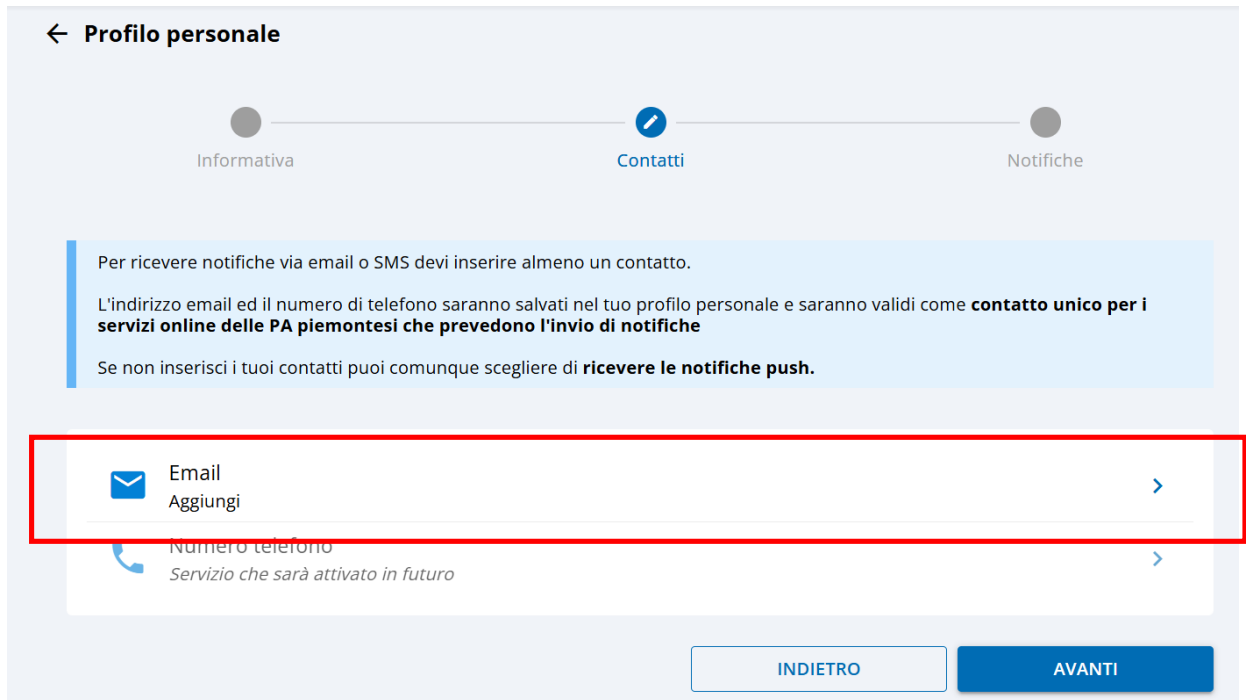 Profilo personale
Informativa
Contatti
Notifiche
Per ricevere notifiche via email o SMS devi inserire almeno un contatto.
L'indirizzo email ed il numero di telefono saranno salvati nel tuo profilo personale e saranno validi come contatto unico per i
servizi online delle PA piemontesi che prevedono l'invio di notifiche
Se non inserisci i tuoi contatti puoi comunque scegliere di ricevere le notifiche push.
Email
Aggiungi
Numero telefono
Servizio che sarà attivato in futuro
INDIETRO
AVANTI